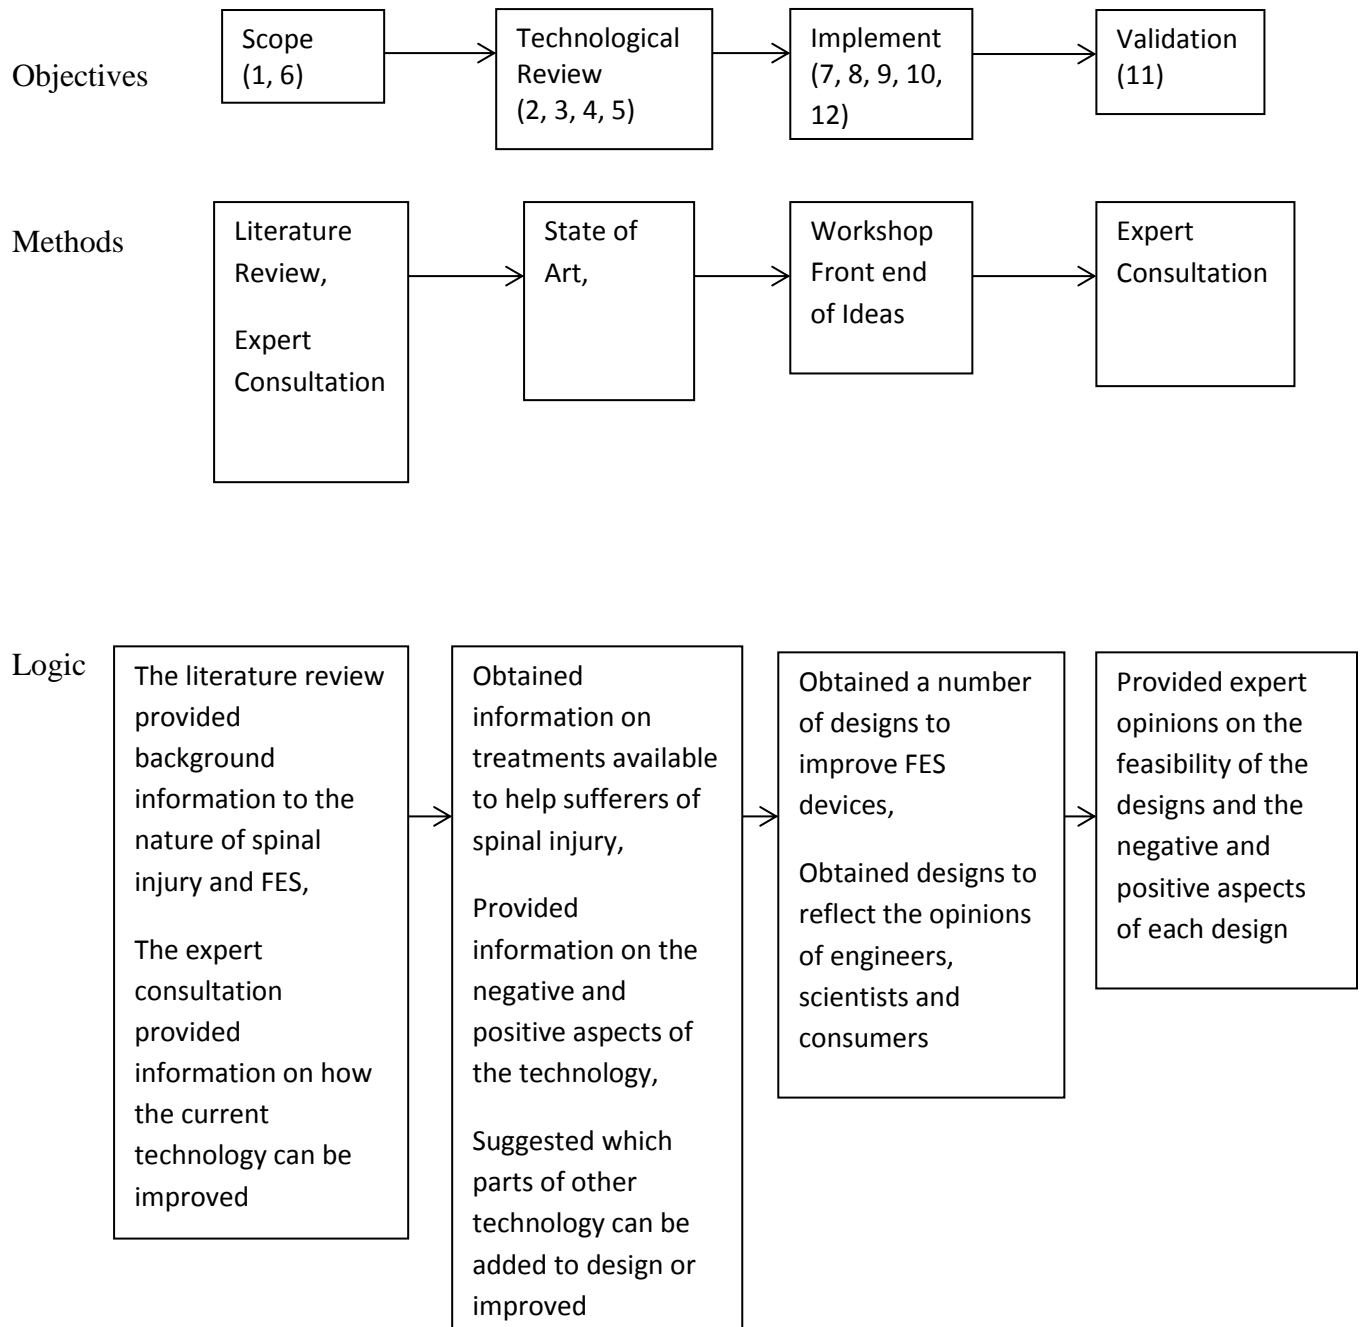 Objectives
Scope
(1, 6)
Technological
Review
(2, 3, 4, 5)
Implement
(7, 8, 9, 10,
12)
Validation
(11)
Methods
Literature
Review,
Expert
Consultation
State of
Art,
Workshop
Front end
of Ideas
Expert
Consultation
Logic
The literature review
provided
background
information to the
nature of spinal
injury and FES,
The expert
consultation
provided
information on how
the current
technology can be
improved
Obtained
information on
treatments available
to help sufferers of
spinal injury,
Provided
information on the
negative and
positive aspects of
the technology,
Suggested which
parts of other
technology can be
added to design or
improved
Obtained a number
of designs to
improve FES
devices,
Obtained designs to
reflect the opinions
of engineers,
scientists and
consumers
Provided expert
opinions on the
feasibility of the
designs and the
negative and
positive aspects
of each design